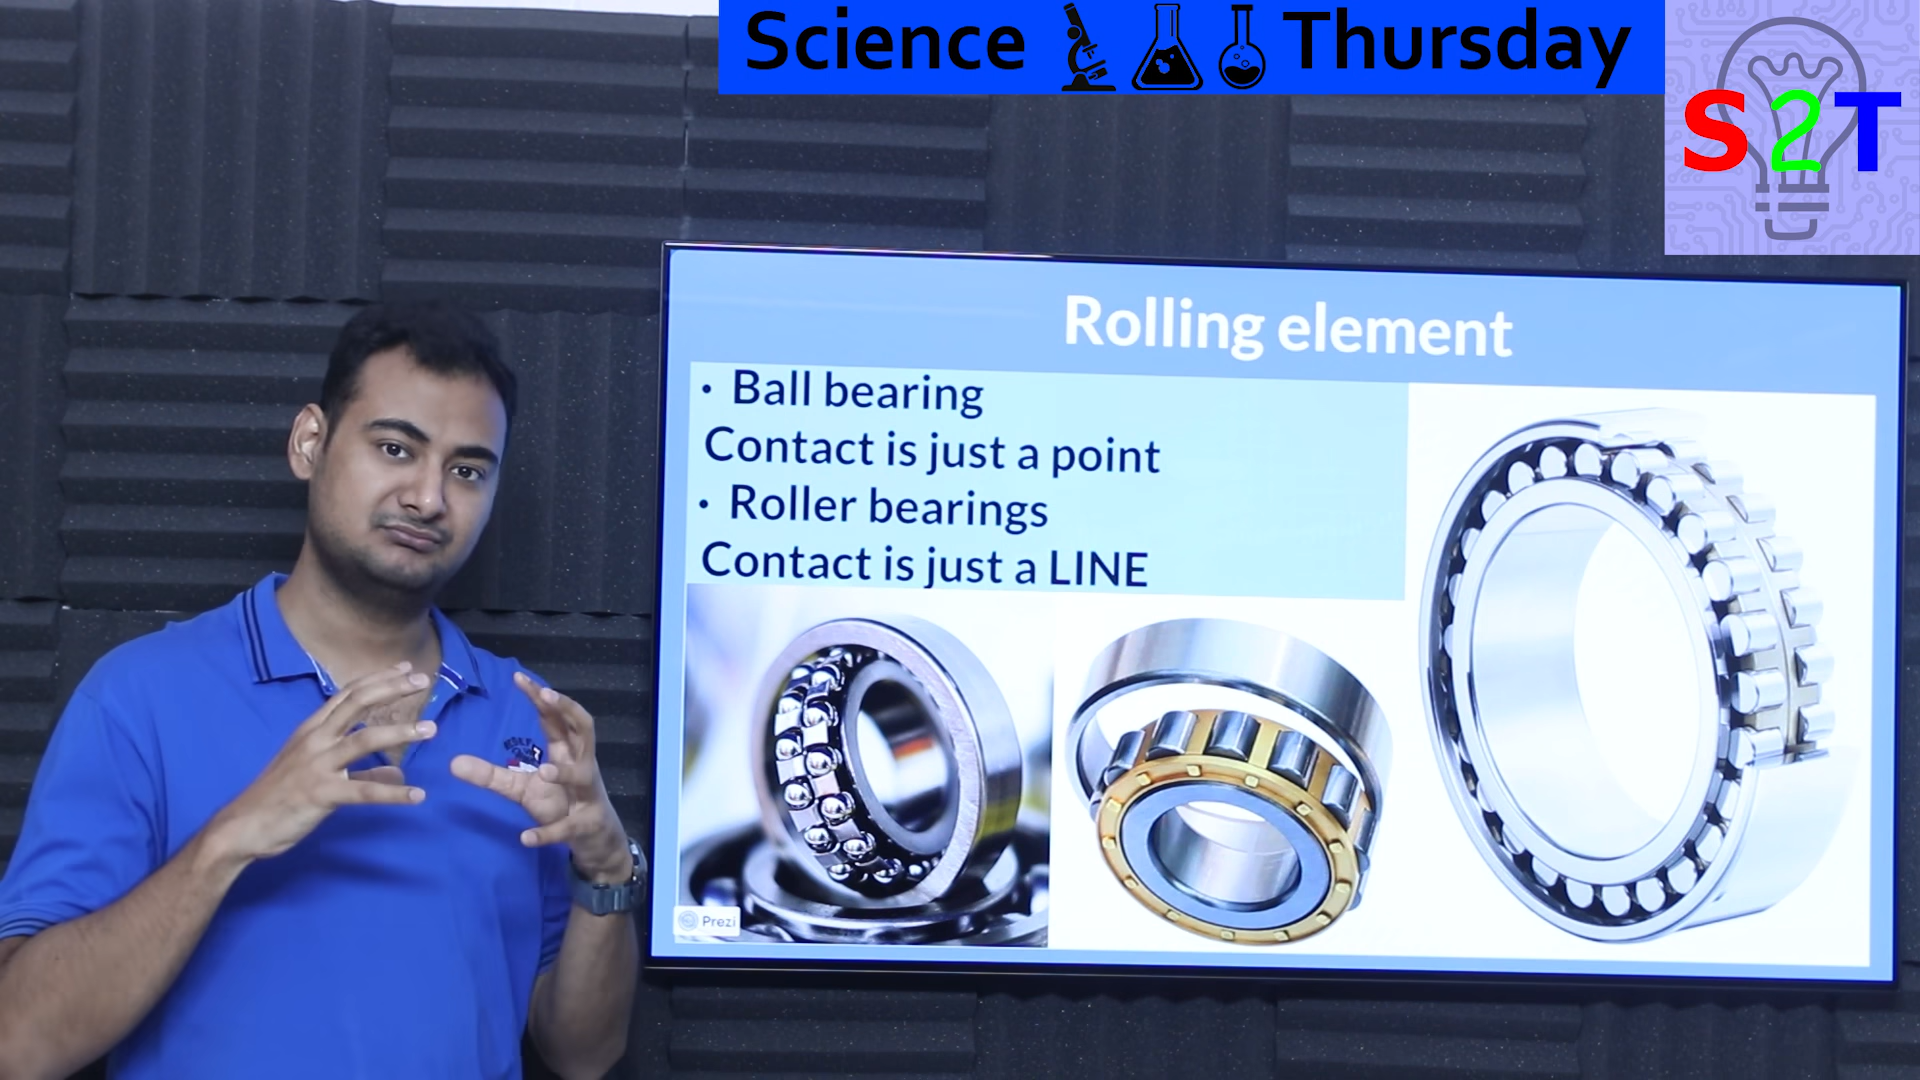 Science Thursday
S2T
Rolling element
• Ball bearing
Contact is just a point
• Roller bearings
Contact is just a LINE
Prezi